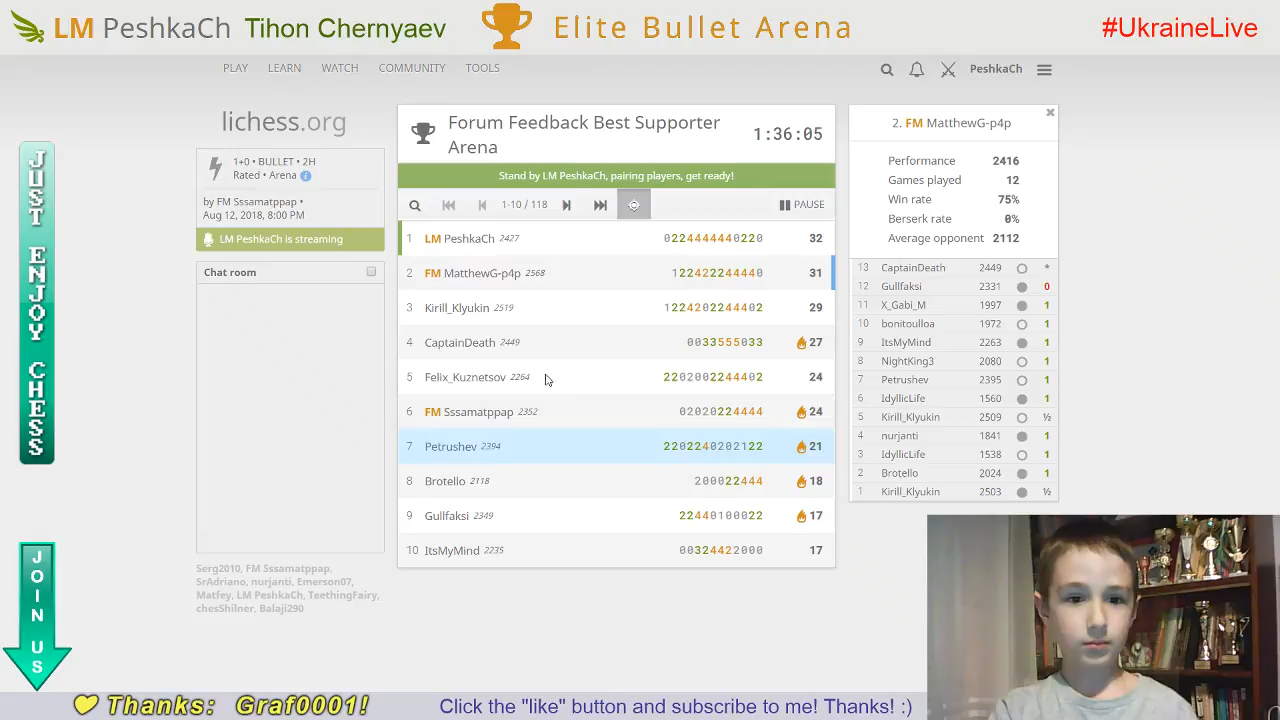 LM PeshkaCh Tihon Chernyaev Elite Bullet Arena #UkraineLive
PLAY LEARN WATCH COMMUNITY TOOLS PeshkaCh
JUST ENJOY CHESS
JOIN US
lichess.org
1+0 • BULLET • 2H
Rated • Arena
by FM Sssamatppap •
Aug 12, 2018, 8:00 PM
LM PeshkaCh is streaming
Chat room
Serg2010, FM Sssamatppap,
SrAdriano, nurjanti, Emerson07,
Matfey, LM PeshkaCh, TeethingFairy,
chesShilner, Balaji290
Forum Feedback Best Supporter
Arena
1:36:05
Stand by LM PeshkaCh, pairing players, get ready!
1-10 / 118 PAUSE
1 LM PeshkaCh 2427 0224444440220 32
2 FM MatthewG-p4p 2568 122422244440 31
3 Kirill_Klyukin 2519 1224202244402 29
4 CaptainDeath 2449 0033555033 27
5 Felix_Kuznetsov 2264 2202002244402 24
6 FM Sssamatppap 2352 02020224444 24
7 Petrushev 2394 2202240202122 21
8 Brotello 2118 200022444 18
9 Gullfaksi 2349 22440100022 17
10 ItsMyMind 2235 00324422000 17
2. FM MatthewG-p4p
Performance 2416
Games played 12
Win rate 75%
Berserk rate 0%
Average opponent 2112
13 CaptainDeath 2449 *
12 Gullfaksi 2331 0
11 X_Gabi_M 1997 1
10 bonitoulloa 1972 1
9 ItsMyMind 2263 1
8 NightKing3 2080 1
7 Petrushev 2395 1
6 IdyllicLife 1560 1
5 Kirill_Klyukin 2509 ½
4 nurjanti 1841 1
3 IdyllicLife 1538 1
2 Brotello 2024 1
1 Kirill_Klyukin 2503 ½
Thanks: Graf0001! Click the "like" button and subscribe to me! Thanks! :)